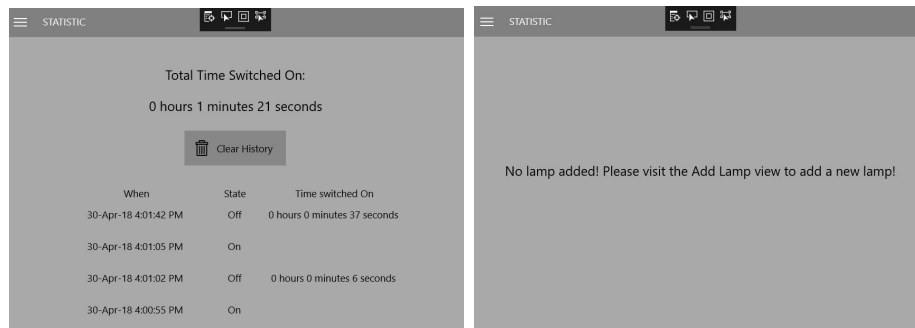 STATISTIC
Total Time Switched On:
0 hours 1 minutes 21 seconds
Clear History
When State Time switched On
30-Apr-18 4:01:42 PM Off 0 hours 0 minutes 37 seconds
30-Apr-18 4:01:05 PM On
30-Apr-18 4:01:02 PM Off 0 hours 0 minutes 6 seconds
30-Apr-18 4:00:55 PM On
STATISTIC
No lamp added! Please visit the Add Lamp view to add a new lamp!